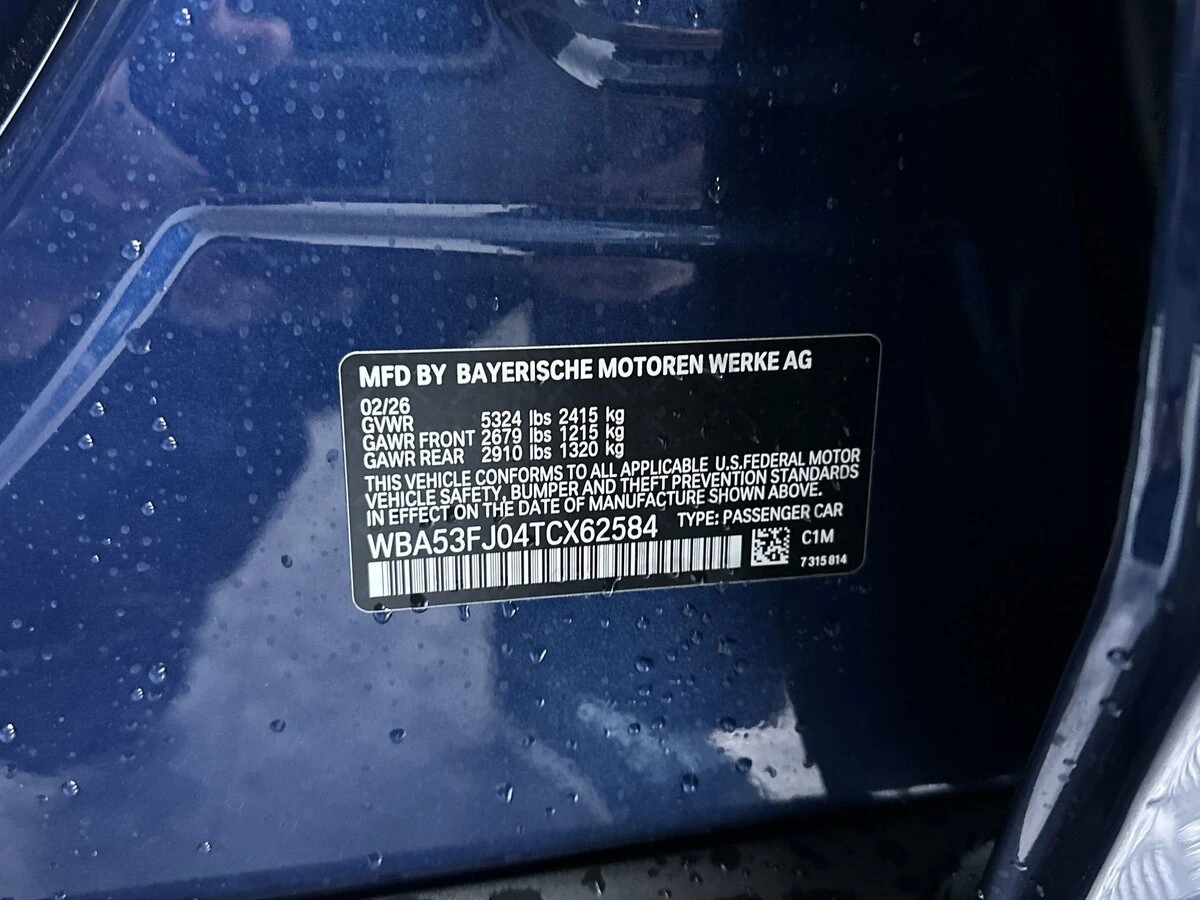 MFD BY BAYERISCHE MOTOREN WERKE AG
02/26
GVWR 5324 lbs 2415 kg
GAWR FRONT 2679 lbs 1215 kg
GAWR REAR 2910 lbs 1320 kg
THIS VEHICLE CONFORMS TO ALL APPLICABLE U.S.FEDERAL MOTOR
VEHICLE SAFETY, BUMPER AND THEFT PREVENTION STANDARDS
IN EFFECT ON THE DATE OF MANUFACTURE SHOWN ABOVE.
WBA53FJ04TCX62584 TYPE: PASSENGER CAR
C1M
7 315 814